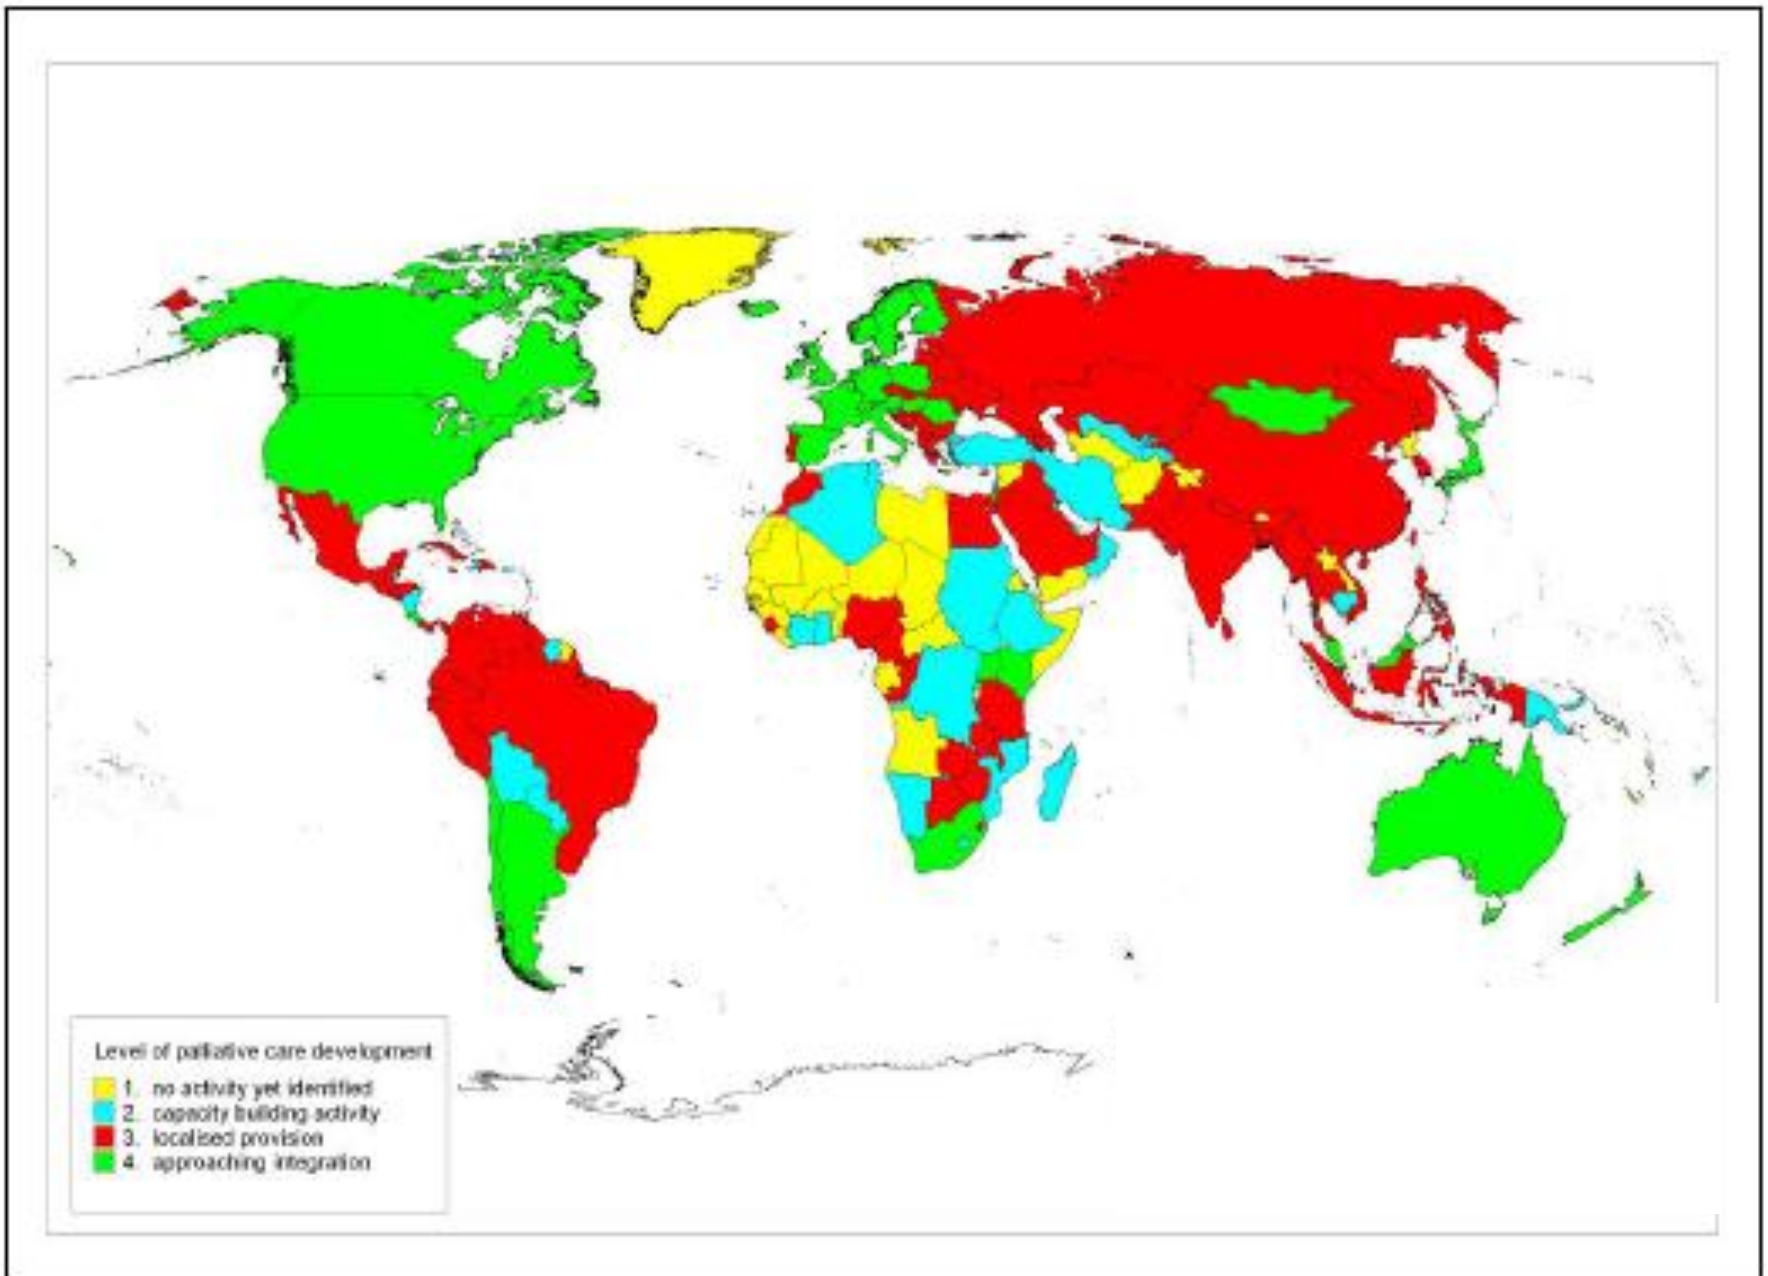 Level of palliative care development
1. no activity yet identified
2. capacity building activity
3. localised provision
4. approaching integration